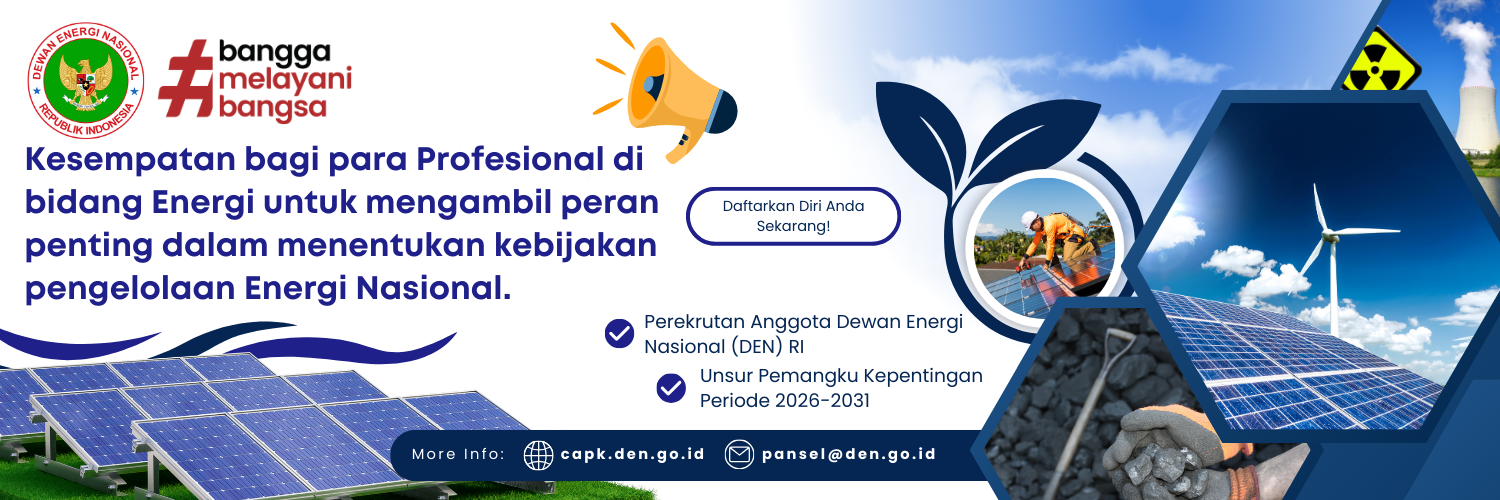 DEWAN ENERGI NASIONAL
REPUBLIK INDONESIA
#bangga
melayani
bangsa
Kesempatan bagi para Profesional di
bidang Energi untuk mengambil peran
penting dalam menentukan kebijakan
pengelolaan Energi Nasional.
Daftarkan Diri Anda
Sekarang!
Perekrutan Anggota Dewan Energi
Nasional (DEN) RI
Unsur Pemangku Kepentingan
Periode 2026-2031
More Info: capk.den.go.id pansel@den.go.id